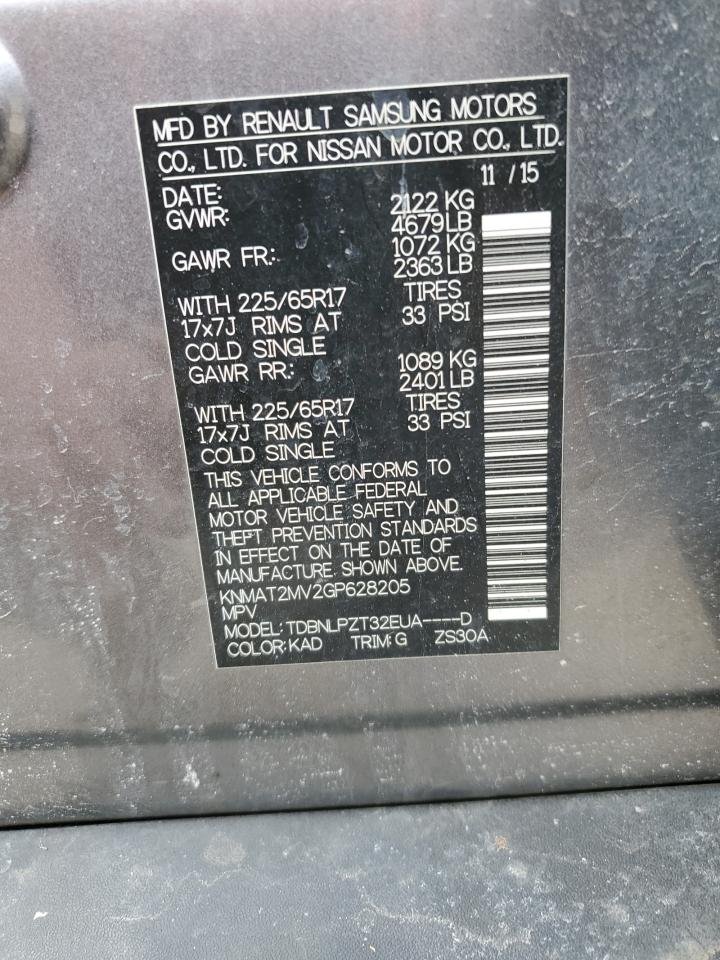 MFD BY RENAULT SAMSUNG MOTORS
CO., LTD. FOR NISSAN MOTOR CO., LTD.
DATE: 11 / 15
GVWR: 2122 KG
4679 LB
GAWR FR: 1072 KG
2363 LB
WITH 225/65R17 TIRES
17x7J RIMS AT 33 PSI
COLD SINGLE
GAWR RR: 1089 KG
2401 LB
WITH 225/65R17 TIRES
17x7J RIMS AT 33 PSI
COLD SINGLE
THIS VEHICLE CONFORMS TO
ALL APPLICABLE FEDERAL
MOTOR VEHICLE SAFETY AND
THEFT PREVENTION STANDARDS
IN EFFECT ON THE DATE OF
MANUFACTURE SHOWN ABOVE.
KNMAT2MV2GP628205
MPV
MODEL: TDBNLPZT32EUA----D
COLOR: KAD TRIM: G ZS30A